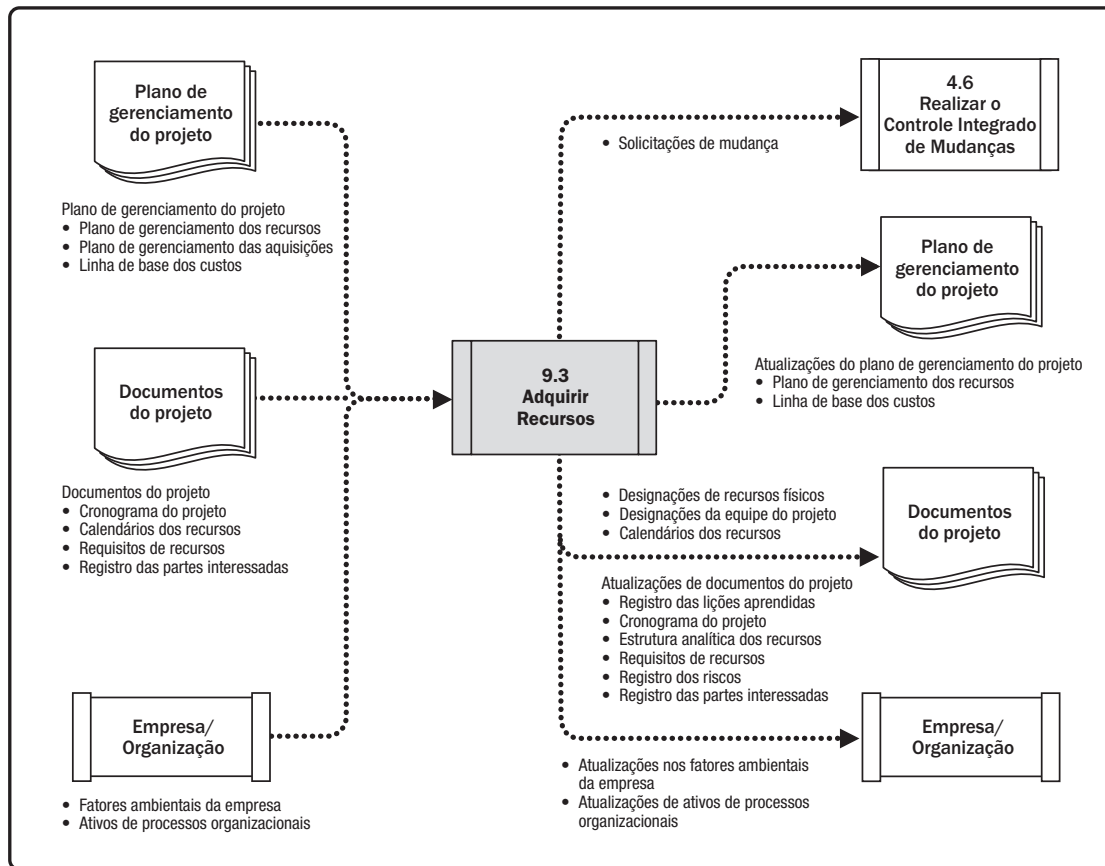 Plano de
gerenciamento
do projeto
Plano de gerenciamento do projeto
• Plano de gerenciamento dos recursos
• Plano de gerenciamento das aquisições
• Linha de base dos custos
Documentos
do projeto
Documentos do projeto
• Cronograma do projeto
• Calendários dos recursos
• Requisitos de recursos
• Registro das partes interessadas
Empresa/
Organização
• Fatores ambientais da empresa
• Ativos de processos organizacionais
9.3
Adquirir
Recursos
• Solicitações de mudança
4.6
Realizar o
Controle Integrado
de Mudanças
Plano de
gerenciamento
do projeto
Atualizações do plano de gerenciamento do projeto
• Plano de gerenciamento dos recursos
• Linha de base dos custos
• Designações de recursos físicos
• Designações da equipe do projeto
• Calendários dos recursos
Documentos
do projeto
Atualizações de documentos do projeto
• Registro das lições aprendidas
• Cronograma do projeto
• Estrutura analítica dos recursos
• Requisitos de recursos
• Registro dos riscos
• Registro das partes interessadas
Empresa/
Organização
• Atualizações nos fatores ambientais
da empresa
• Atualizações de ativos de processos
organizacionais